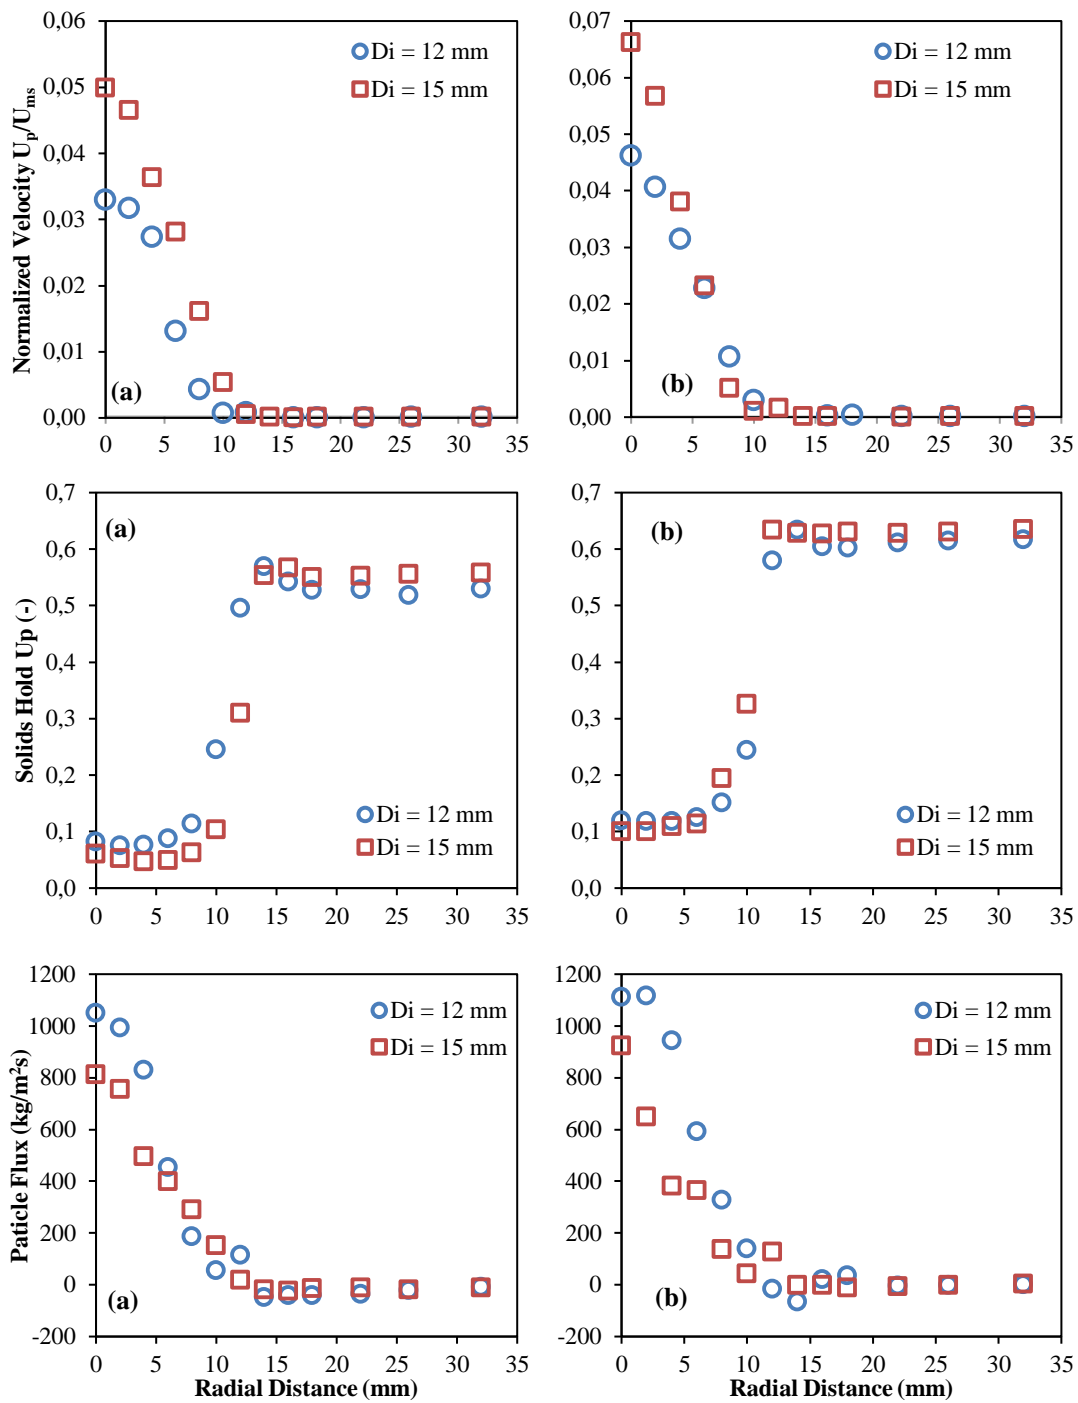 0,06
0,05
0,04
0,03
0,02
0,01
0,00
0 5 10 15 20 25 30 35
Normalized Velocity Up/Ums
Di = 12 mm
Di = 15 mm
(a)
0,07
0,06
0,05
0,04
0,03
0,02
0,01
0,00
0 5 10 15 20 25 30 35
Di = 12 mm
Di = 15 mm
(b)
0,7
0,6
0,5
0,4
0,3
0,2
0,1
0,0
0 5 10 15 20 25 30 35
Solids Hold Up (-)
(a)
Di = 12 mm
Di = 15 mm
0,7
0,6
0,5
0,4
0,3
0,2
0,1
0,0
0 5 10 15 20 25 30 35
(b)
Di = 12 mm
Di = 15 mm
1200
1000
800
600
400
200
0
-200
0 5 10 15 20 25 30 35
Paticle Flux (kg/m²s)
Radial Distance (mm)
Di = 12 mm
Di = 15 mm
(a)
1200
1000
800
600
400
200
0
-200
0 5 10 15 20 25 30 35
Radial Distance (mm)
Di = 12 mm
Di = 15 mm
(b)